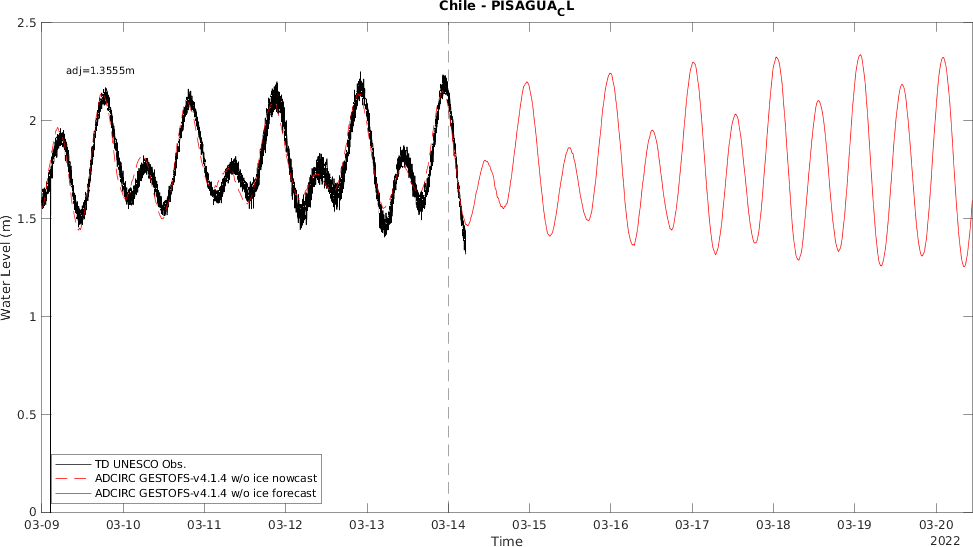 Chile - PISAGUA_CL
adj=1.3555m
2.5
2
1.5
1
0.5
0
Water Level (m)
TD UNESCO Obs.
ADCIRC GESTOFS-v4.1.4 w/o ice nowcast
ADCIRC GESTOFS-v4.1.4 w/o ice forecast
03-09 03-10 03-11 03-12 03-13 03-14 03-15 03-16 03-17 03-18 03-19 03-20
Time
2022